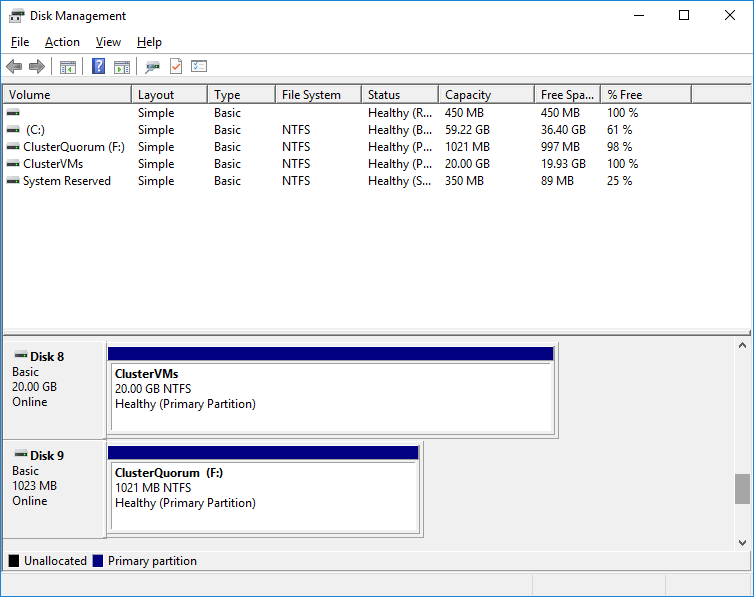 Disk Management
File Action View Help
Volume Layout Type File System Status Capacity Free Spa... % Free
Simple Basic Healthy (R... 450 MB 450 MB 100 %
(C:) Simple Basic NTFS Healthy (B... 59.22 GB 36.40 GB 61 %
ClusterQuorum (F:) Simple Basic NTFS Healthy (P... 1021 MB 997 MB 98 %
ClusterVMs Simple Basic NTFS Healthy (P... 20.00 GB 19.93 GB 100 %
System Reserved Simple Basic NTFS Healthy (S... 350 MB 89 MB 25 %
Disk 8
Basic
20.00 GB
Online
ClusterVMs
20.00 GB NTFS
Healthy (Primary Partition)
Disk 9
Basic
1023 MB
Online
ClusterQuorum (F:)
1021 MB NTFS
Healthy (Primary Partition)
Unallocated Primary partition